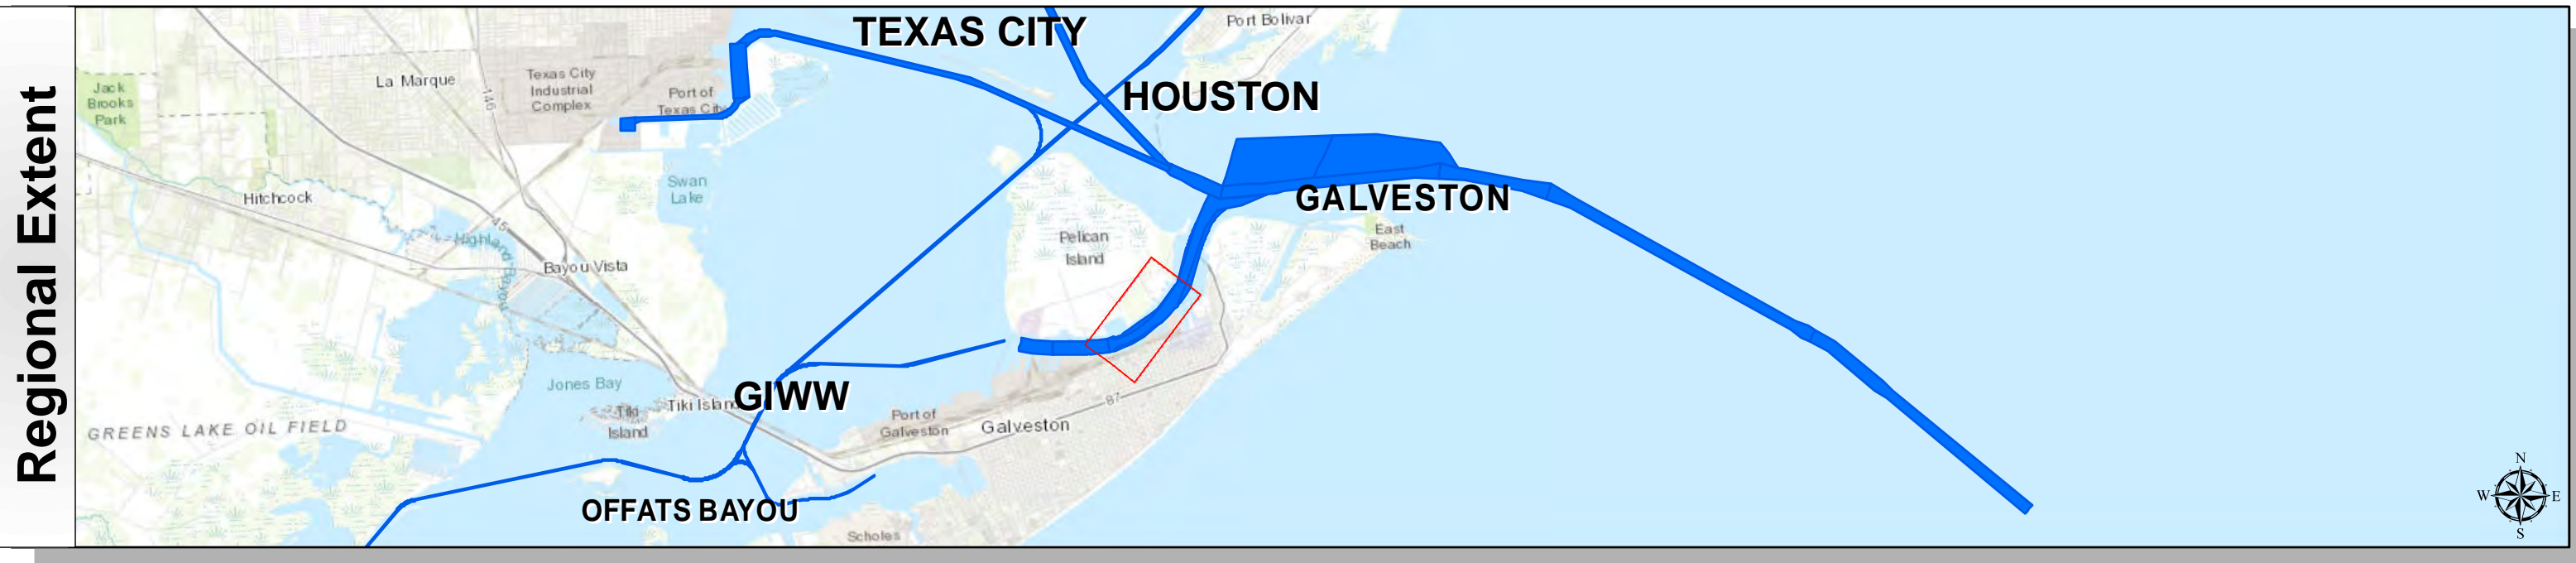 Regional Extent
TEXAS CITY
Port Bolivar
La Marque
146
Texas City
Industrial
Complex
Port of
Texas City
Jack
Brooks
Park
HOUSTON
Swan
Lake
Hitchcock
45
GALVESTON
East
Beach
Pelican
Island
Highland Bayou
Bayou Vista
Jones Bay
Tiki
Island
Tiki Island
GIWW
87
Port of
Galveston
Galveston
GREENS LAKE OIL FIELD
OFFATS BAYOU
Scholes
N
W
E
S